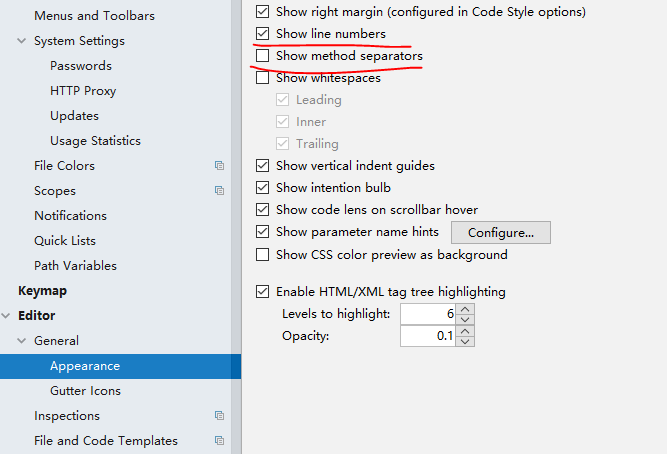 Menus and Toolbars
System Settings
Passwords
HTTP Proxy
Updates
Usage Statistics
File Colors
Scopes
Notifications
Quick Lists
Path Variables
Keymap
Editor
General
Appearance
Gutter Icons
Inspections
File and Code Templates
Show right margin (configured in Code Style options)
Show line numbers
Show method separators
Show whitespaces
Leading
Inner
Trailing
Show vertical indent guides
Show intention bulb
Show code lens on scrollbar hover
Show parameter name hints Configure...
Show CSS color preview as background
Enable HTML/XML tag tree highlighting
Levels to highlight: 6
Opacity: 0.1